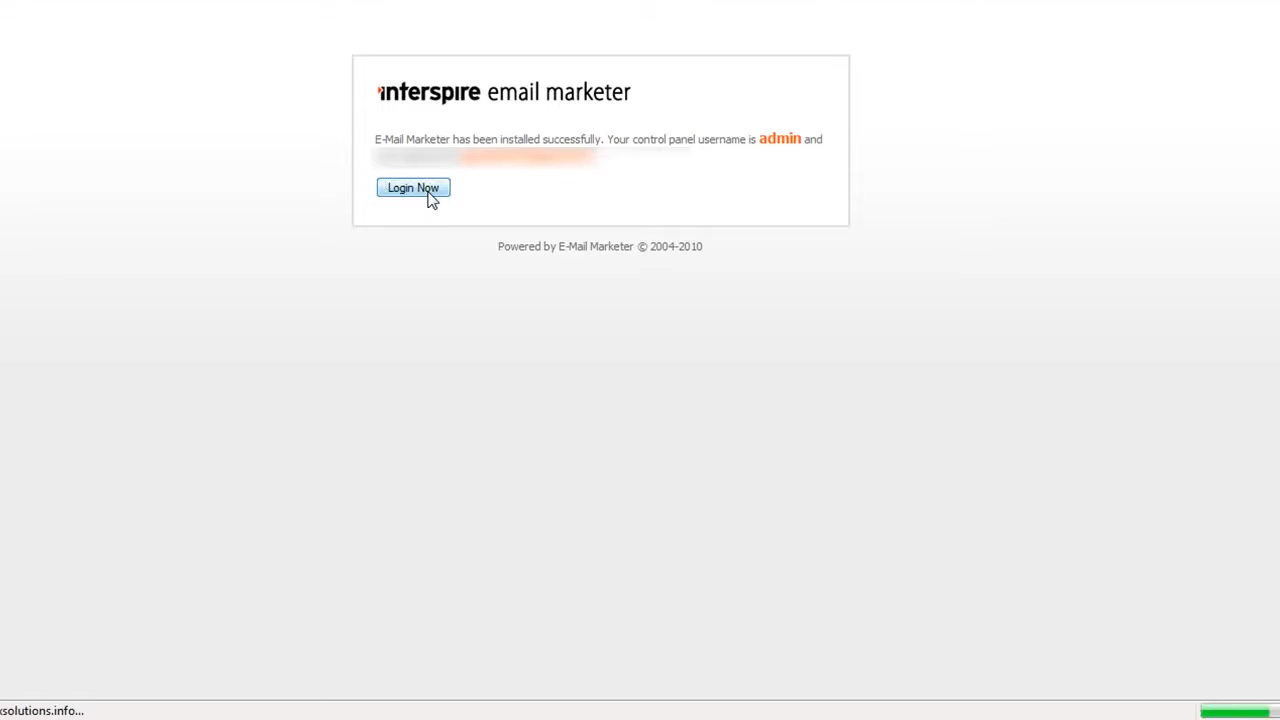 interspire email marketer
E-Mail Marketer has been installed successfully. Your control panel username is admin and
Login Now
Powered by E-Mail Marketer © 2004-2010
solutions.info...